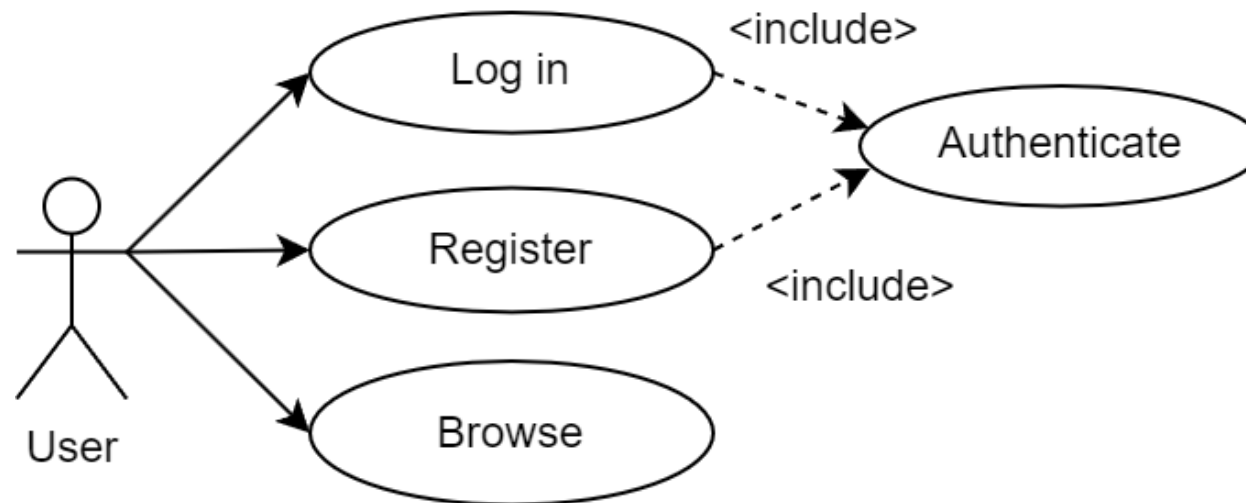 <include>
Log in
Authenticate
Register
<include>
Browse
User